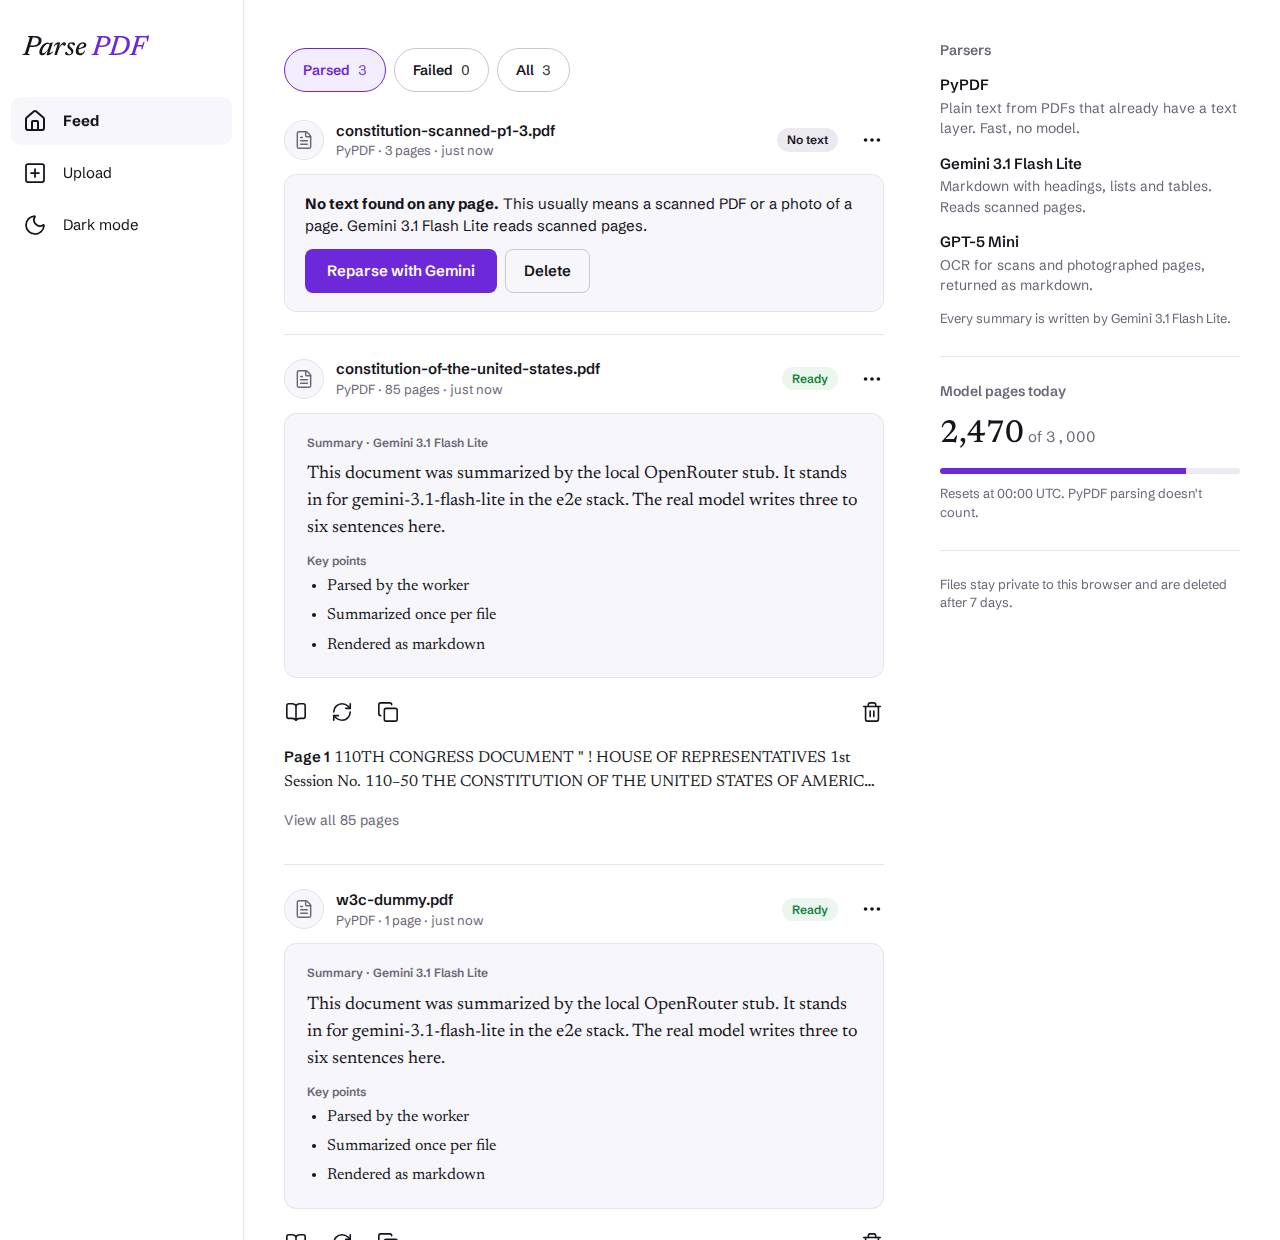 Parse PDF
Feed
Upload
Dark mode
Parsed 3
Failed 0
All 3
constitution-scanned-p1-3.pdf
PyPDF · 3 pages · just now
No text
No text found on any page. This usually means a scanned PDF or a photo of a
page. Gemini 3.1 Flash Lite reads scanned pages.
Reparse with Gemini
Delete
constitution-of-the-united-states.pdf
PyPDF · 85 pages · just now
Ready
Summary · Gemini 3.1 Flash Lite
This document was summarized by the local OpenRouter stub. It stands
in for gemini-3.1-flash-lite in the e2e stack. The real model writes three to
six sentences here.
Key points
• Parsed by the worker
• Summarized once per file
• Rendered as markdown
Page 1 110TH CONGRESS DOCUMENT " ! HOUSE OF REPRESENTATIVES 1st
Session No. 110–50 THE CONSTITUTION OF THE UNITED STATES OF AMERIC...
View all 85 pages
w3c-dummy.pdf
PyPDF · 1 page · just now
Ready
Summary · Gemini 3.1 Flash Lite
This document was summarized by the local OpenRouter stub. It stands
in for gemini-3.1-flash-lite in the e2e stack. The real model writes three to
six sentences here.
Key points
• Parsed by the worker
• Summarized once per file
• Rendered as markdown
Parsers
PyPDF
Plain text from PDFs that already have a text
layer. Fast, no model.
Gemini 3.1 Flash Lite
Markdown with headings, lists and tables.
Reads scanned pages.
GPT-5 Mini
OCR for scans and photographed pages,
returned as markdown.
Every summary is written by Gemini 3.1 Flash Lite.
Model pages today
2,470 of 3,000
Resets at 00:00 UTC. PyPDF parsing doesn't
count.
Files stay private to this browser and are deleted
after 7 days.